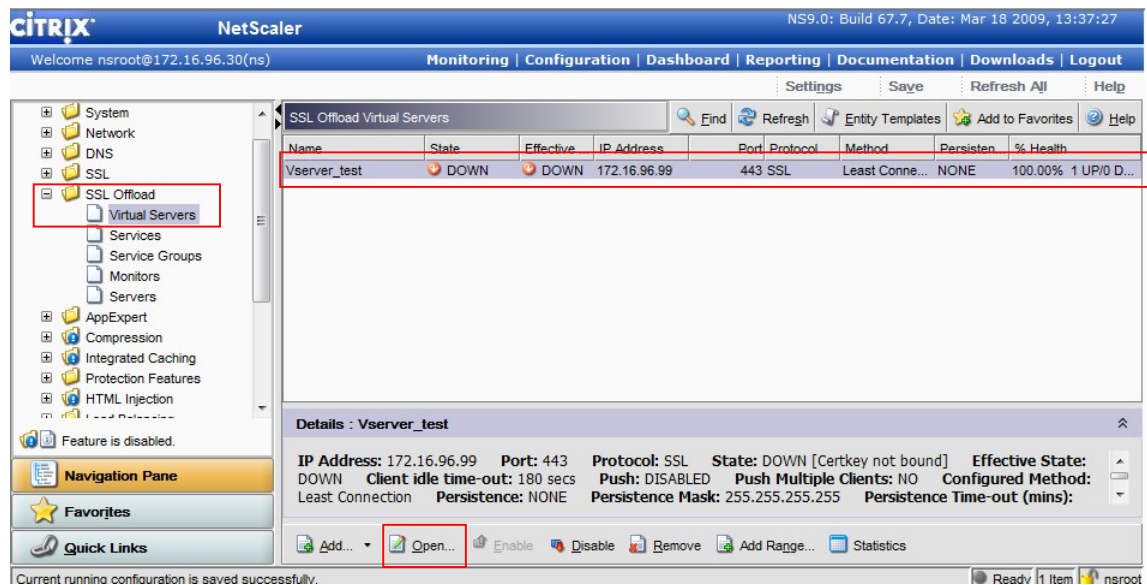 CITRIX NetScaler
NS9.0: Build 67.7, Date: Mar 18 2009, 13:37:27
Welcome nsroot@172.16.96.30(ns)
Monitoring | Configuration | Dashboard | Reporting | Documentation | Downloads | Logout
Settings Save Refresh All Help
System
Network
DNS
SSL
SSL Offload
Virtual Servers
Services
Service Groups
Monitors
Servers
AppExpert
Compression
Integrated Caching
Protection Features
HTML Injection
Load Balancing
Feature is disabled.
Navigation Pane
Favorites
Quick Links
SSL Offload Virtual Servers
Find Refresh Entity Templates Add to Favorites Help
Name State Effective... IP Address Port Protocol Method Persisten... % Health
Vserver_test DOWN DOWN 172.16.96.99 443 SSL Least Conne... NONE 100.00% 1 UP/0 D...
Details : Vserver_test
IP Address: 172.16.96.99 Port: 443 Protocol: SSL State: DOWN [Certkey not bound] Effective State:
DOWN Client idle time-out: 180 secs Push: DISABLED Push Multiple Clients: NO Configured Method:
Least Connection Persistence: NONE Persistence Mask: 255.255.255.255 Persistence Time-out (mins):
Add... Open... Enable Disable Remove Add Range... Statistics
Current running configuration is saved successfully.
Ready 1 Item nsroot